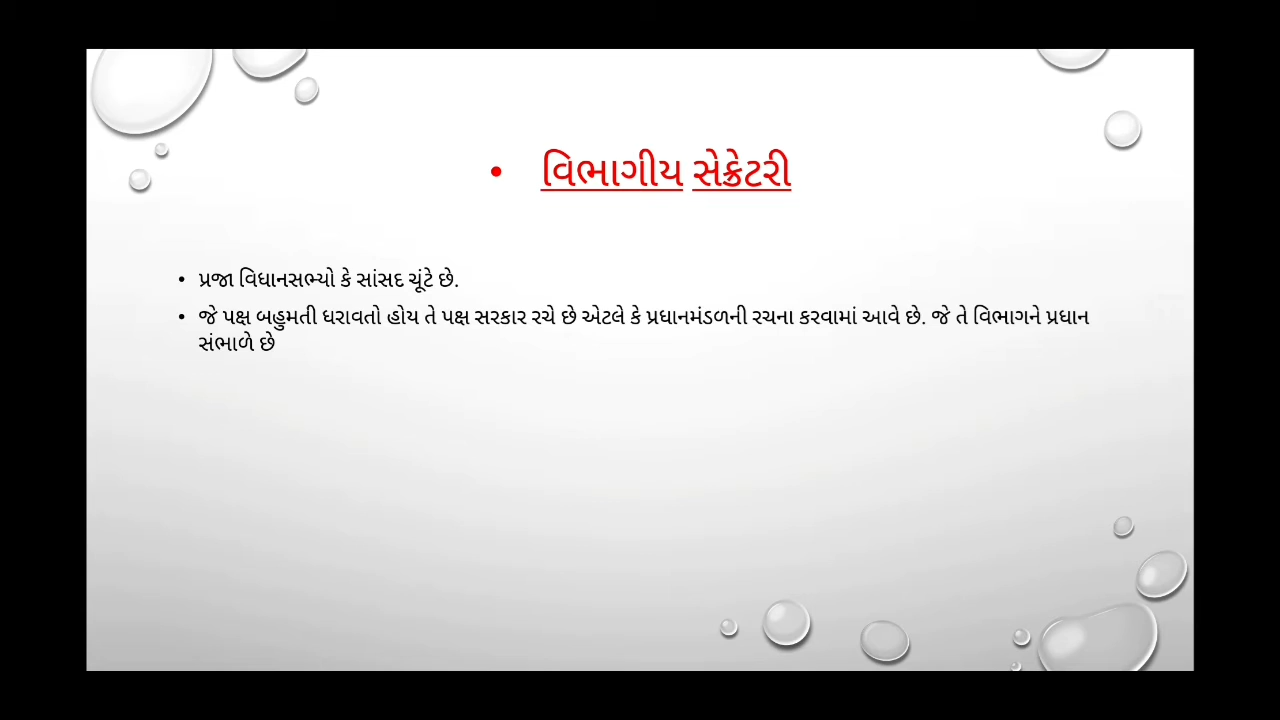 • વિભાગીય સેક્રેટરી
• પ્રજા વિધાનસભ્યો કે સાંસદ ચૂંટે છે.
• જે પક્ષ બહુમતી ધરાવતો હોય તે પક્ષ સરકાર રચે છે એટલે કે પ્રધાનમંડળની રચના કરવામાં આવે છે. જે તે વિભાગને પ્રધાન
સંભાળે છે